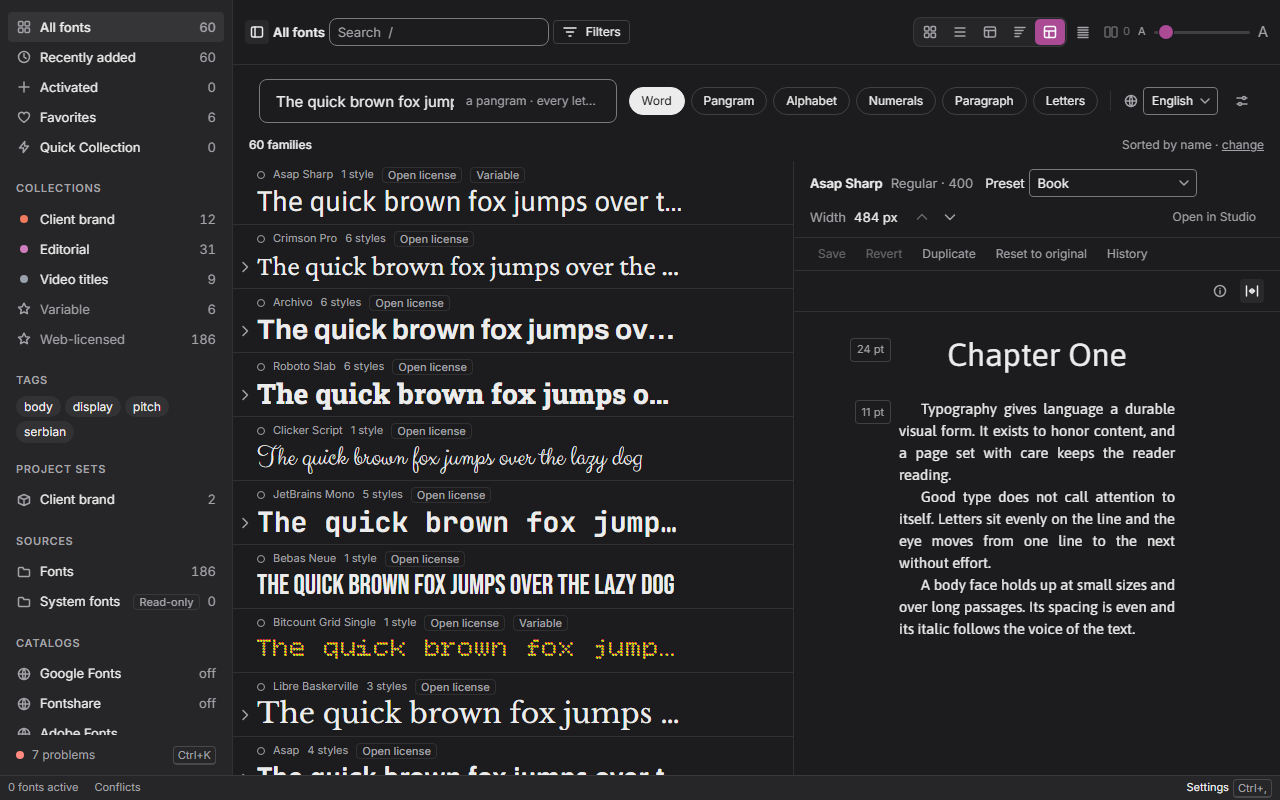 All fonts 60
Recently added 60
Activated 0
Favorites 6
Quick Collection 0
COLLECTIONS
Client brand 12
Editorial 31
Video titles 9
Variable 6
Web-licensed 186
TAGS
body display pitch
serbian
PROJECT SETS
Client brand 2
SOURCES
Fonts 186
System fonts Read-only 0
CATALOGS
Google Fonts off
Fontshare off
Adobe Fonts
7 problems Ctrl+K
All fonts Search / Filters 0 A A
The quick brown fox jump a pangram · every let...
Word Pangram Alphabet Numerals Paragraph Letters English
60 families Sorted by name · change
Asap Sharp 1 style Open license Variable
The quick brown fox jumps over t...
Crimson Pro 6 styles Open license
The quick brown fox jumps over the ...
Archivo 6 styles Open license
The quick brown fox jumps ov...
Roboto Slab 6 styles Open license
The quick brown fox jumps o...
Clicker Script 1 style Open license
The quick brown fox jumps over the lazy dog
JetBrains Mono 5 styles Open license
The quick brown fox jump...
Bebas Neue 1 style Open license
THE QUICK BROWN FOX JUMPS OVER THE LAZY DOG
Bitcount Grid Single 1 style Open license Variable
The quick brown fox jump...
Libre Baskerville 3 styles Open license
The quick brown fox jumps ...
Asap 4 styles Open license
The quick brown fox jumps over t
Asap Sharp Regular · 400 Preset Book
Width 484 px Open in Studio
Save Revert Duplicate Reset to original History
24 pt Chapter One
11 pt Typography gives language a durable
visual form. It exists to honor content, and
a page set with care keeps the reader
reading.
Good type does not call attention to
itself. Letters sit evenly on the line and the
eye moves from one line to the next
without effort.
A body face holds up at small sizes and
over long passages. Its spacing is even and
its italic follows the voice of the text.
0 fonts active Conflicts Settings Ctrl+,